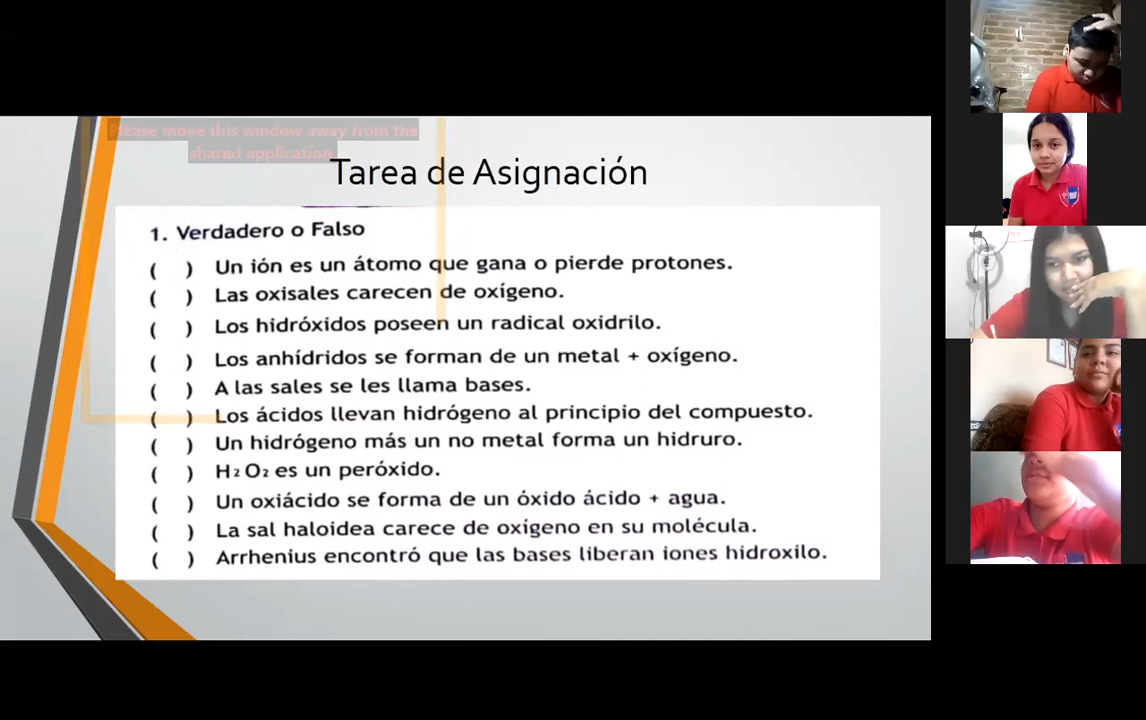 Please move this window away from the
shared application.
Tarea de Asignación
1. Verdadero o Falso
( ) Un ión es un átomo que gana o pierde protones.
( ) Las oxisales carecen de oxígeno.
( ) Los hidróxidos poseen un radical oxidrilo.
( ) Los anhídridos se forman de un metal + oxígeno.
( ) A las sales se les llama bases.
( ) Los ácidos llevan hidrógeno al principio del compuesto.
( ) Un hidrógeno más un no metal forma un hidruro.
( ) H₂O₂ es un peróxido.
( ) Un oxiácido se forma de un óxido ácido + agua.
( ) La sal haloidea carece de oxígeno en su molécula.
( ) Arrhenius encontró que las bases liberan iones hidroxilo.